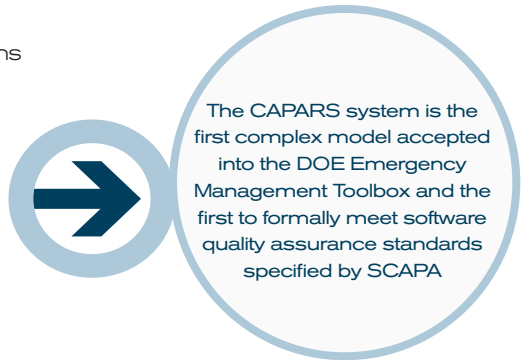 The CAPARS system is the
first complex model accepted
into the DOE Emergency
Management Toolbox and the
first to formally meet software
quality assurance standards
specified by SCAPA